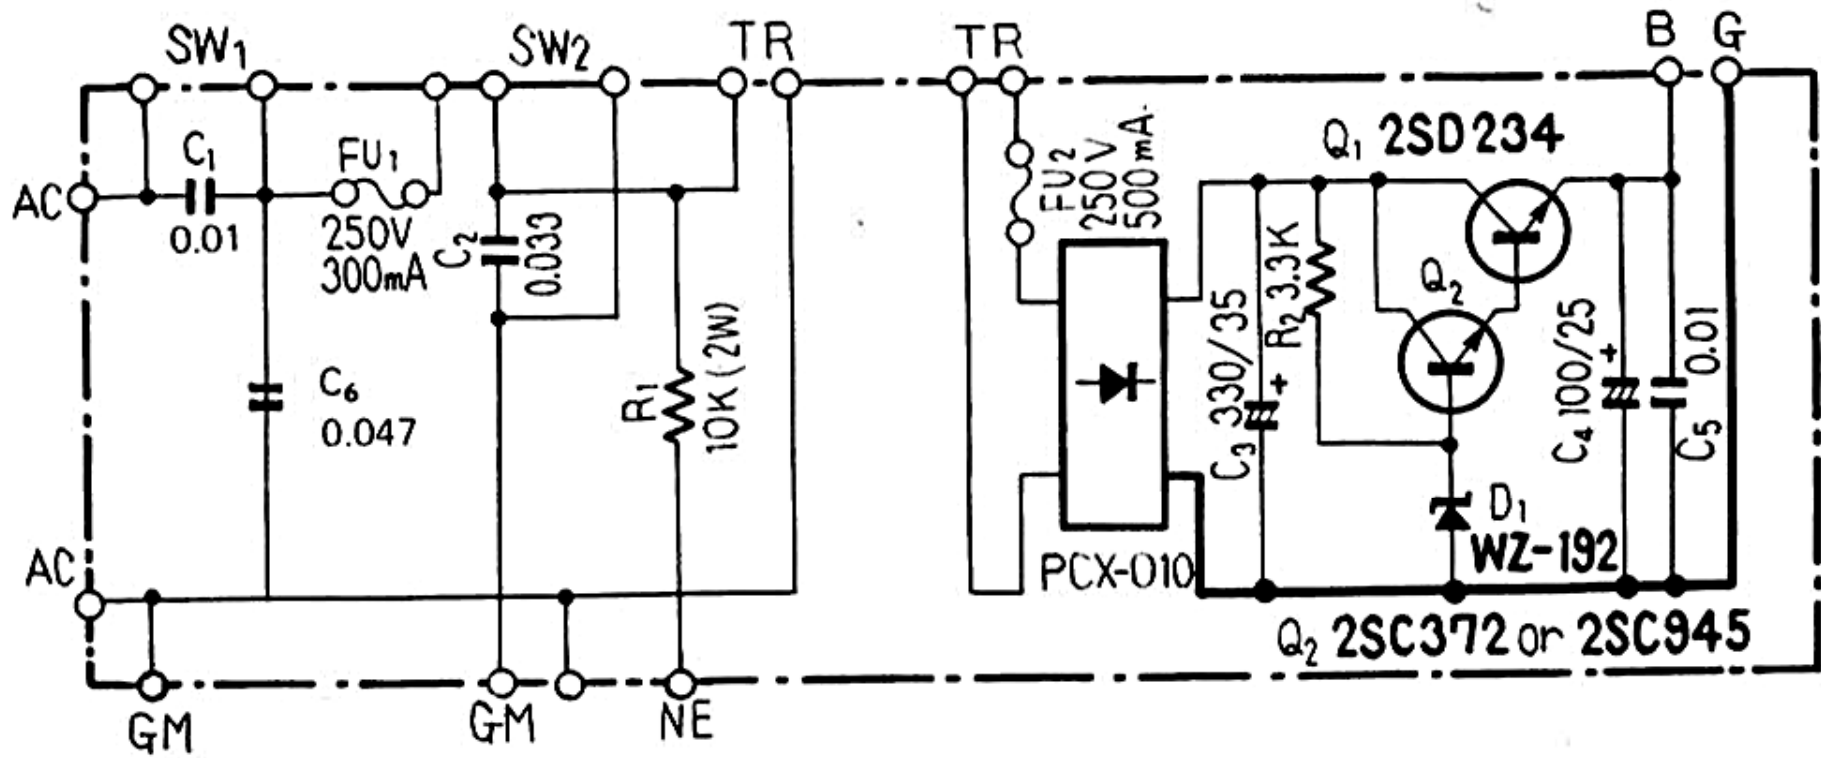 SW1
SW2
TR
TR
B
G
AC
C1
0.01
FU1
250V
300mA
C2
0.033
FU2
250V
500mA
Q1 2SD234
Q2
R2 3.3K
C3 330/35
+
C4 100/25
+
C5 0.01
C6
0.047
R1
10K (2W)
D1
WZ-192
PCX-010
AC
Q2 2SC372 or 2SC945
GM
GM
NE